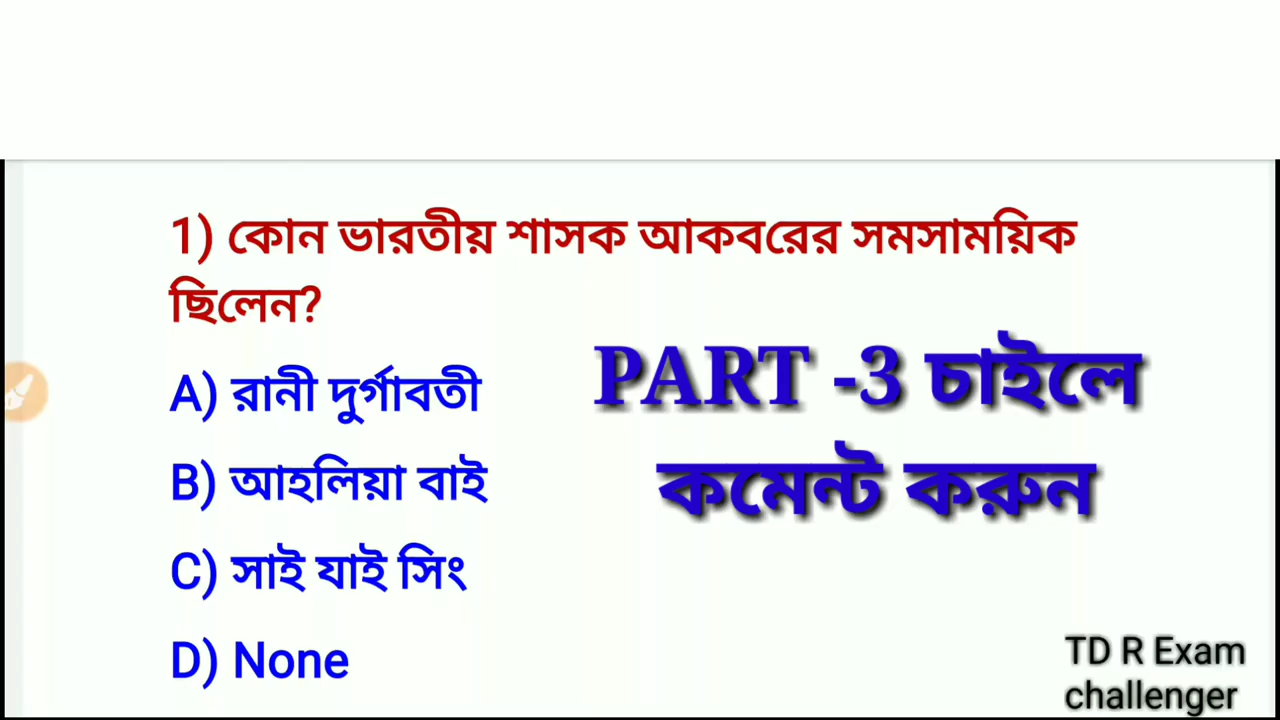 1) কোন ভারতীয় শাসক আকবরের সমসাময়িক
ছিলেন?
A) রানী দুর্গাবতী
B) আহলিয়া বাই
C) সাই যাই সিং
D) None
PART -3 চাইলে
কমেন্ট করুন
TD R Exam
challenger